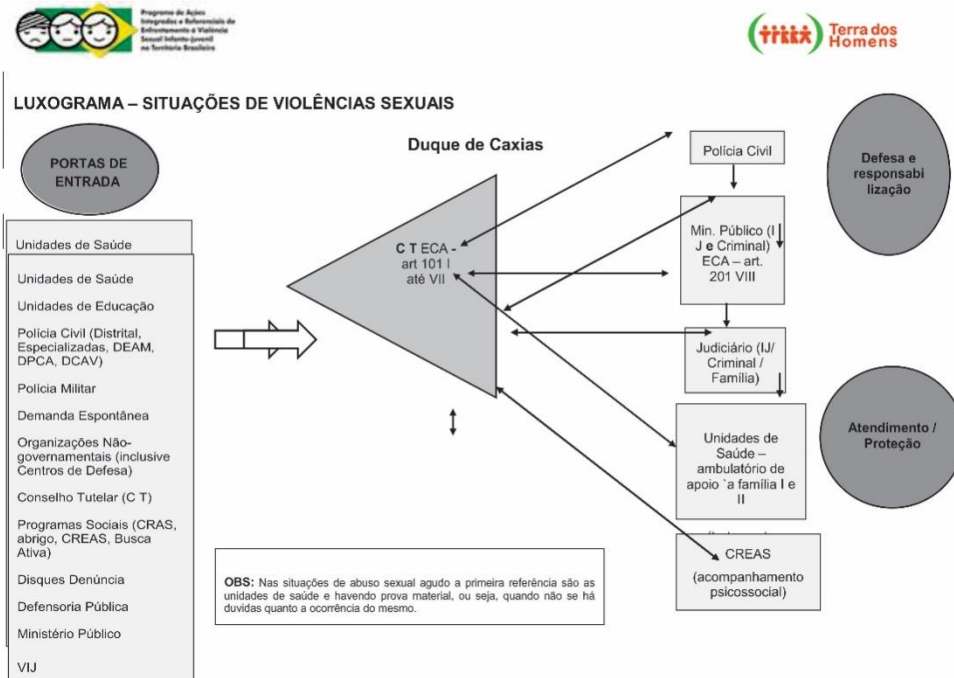 Programa de Ações
Integradas e Referenciais de
Enfrentamento à Violência
Sexual Infanto-juvenil
no Território Brasileiro
Terra dos
Homens
LUXOGRAMA – SITUAÇÕES DE VIOLÊNCIAS SEXUAIS
PORTAS DE
ENTRADA
Unidades de Saúde
Unidades de Saúde
Unidades de Educação
Polícia Civil (Distrital,
Especializadas, DEAM,
DPCA, DCAV)
Polícia Militar
Demanda Espontânea
Organizações Não-
governamentais (inclusive
Centros de Defesa)
Conselho Tutelar (C T)
Programas Sociais (CRAS,
abrigo, CREAS, Busca
Ativa)
Disques Denúncia
Defensoria Pública
Ministério Público
VIJ
Duque de Caxias
C T ECA -
art 101 I
até VII
Polícia Civil
Min. Público (I
J e Criminal)
ECA – art.
201 VIII
Judiciário (IJ/
Criminal /
Família)
Unidades de
Saúde –
ambulatório de
apoio `a família I e
II
CREAS
(acompanhamento
psicossocial)
Defesa e
responsabi
lização
Atendimento /
Proteção
OBS: Nas situações de abuso sexual agudo a primeira referência são as
unidades de saúde e havendo prova material, ou seja, quando não se há
duvidas quanto a ocorrência do mesmo.